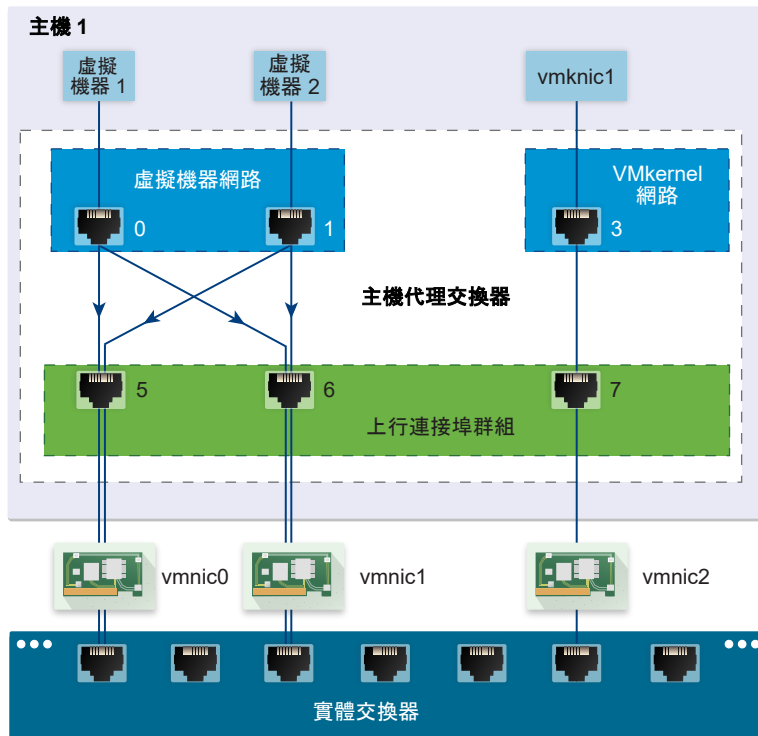 主機 1
虛擬
機器 1
虛擬
機器 2
vmknic1
虛擬機器網路
VMkernel
網路
0
1
3
主機代理交換器
5
6
7
上行連接埠群組
vmnic0
vmnic1
vmnic2
實體交換器